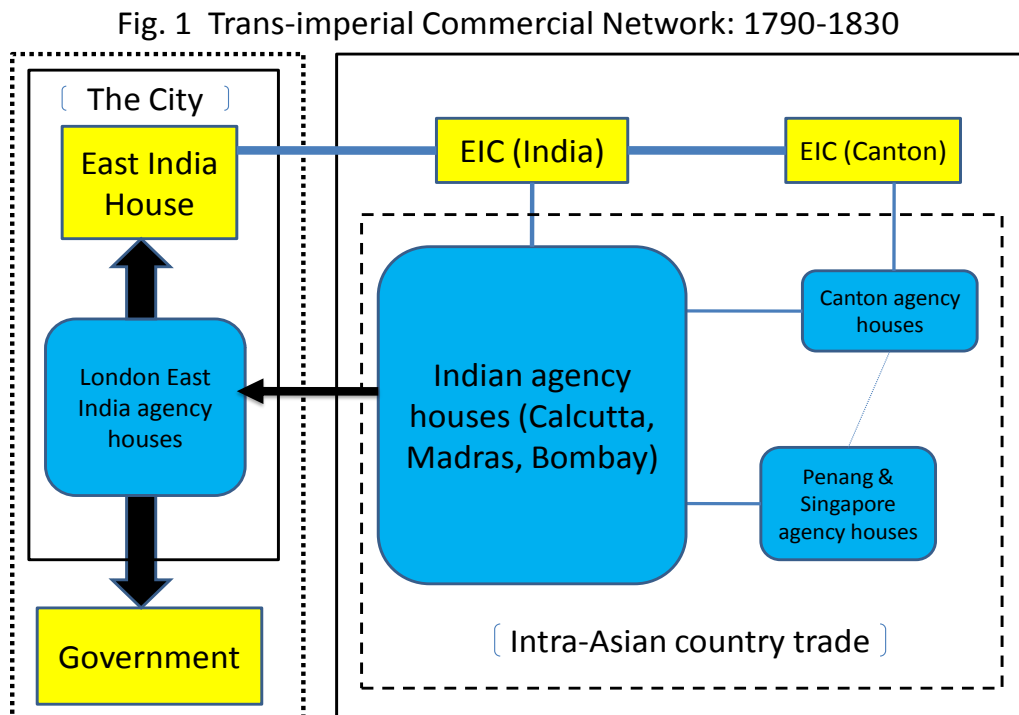 Fig. 1 Trans-imperial Commercial Network: 1790-1830
[ The City ]
East India
House
London East
India agency
houses
Government
EIC (India)
EIC (Canton)
Indian agency
houses (Calcutta,
Madras, Bombay)
Canton agency
houses
Penang &
Singapore
agency houses
[ Intra-Asian country trade ]